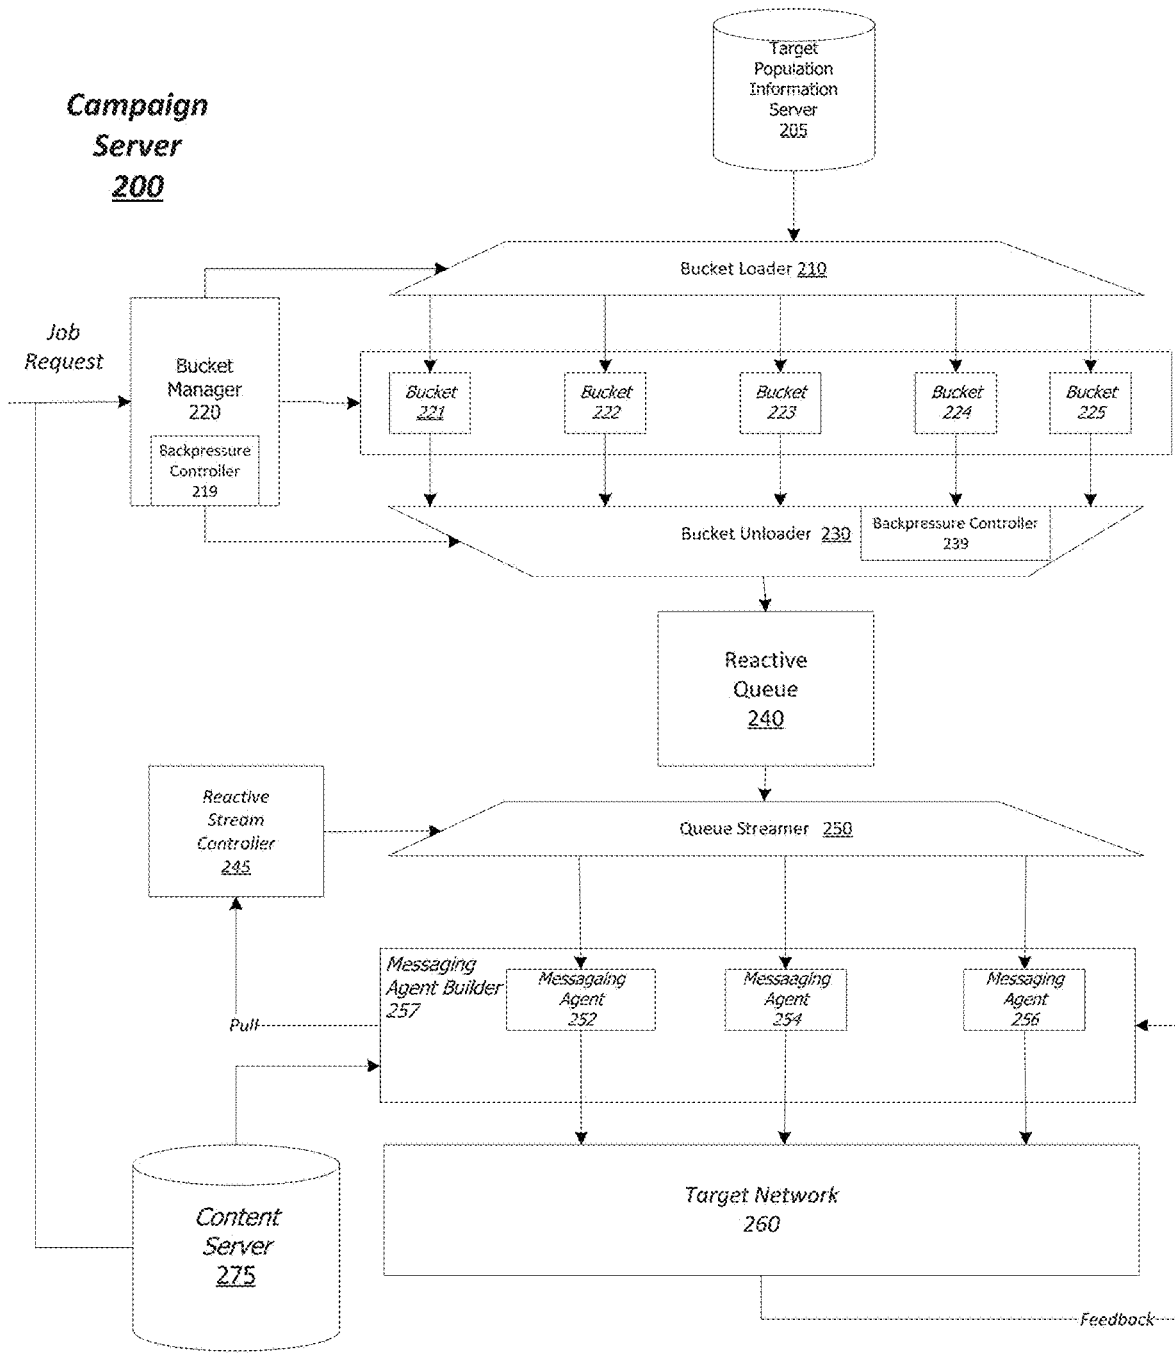 Target
Population
Information
Server
205
Campaign
Server
200
Bucket Loader 210
Job
Request
Bucket
Manager
220
Backpressure
Controller
219
Bucket
221
Bucket
222
Bucket
223
Bucket
224
Bucket
225
Bucket Unloader 230
Backpressure Controller
239
Reactive
Queue
240
Reactive
Stream
Controller
245
Queue Streamer 250
Messaging
Agent Builder
257
Messagaing
Agent
252
Messaaging
Agent
254
Messaging
Agent
256
Pull
Content
Server
275
Target Network
260
Feedback